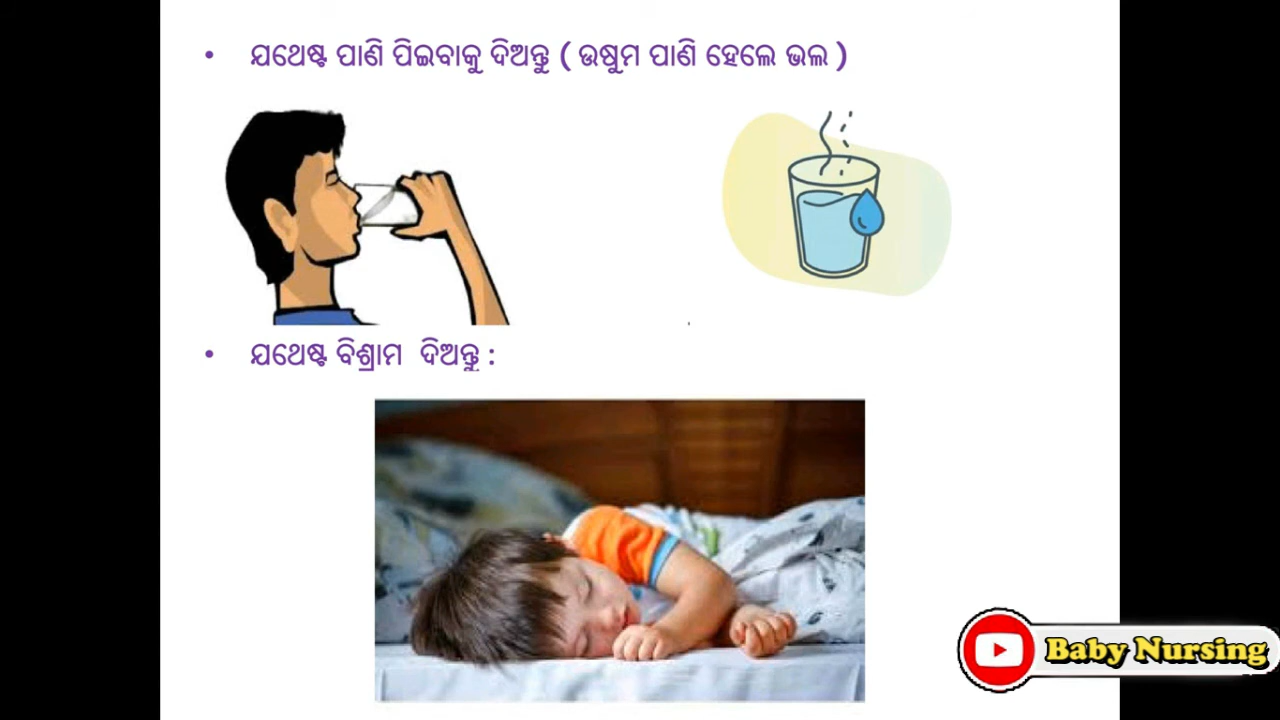 • ଯଥେଷ୍ଟ ପାଣି ପିଇବାକୁ ଦିଅନ୍ତୁ ( ଉଷୁମ ପାଣି ହେଲେ ଭଲ )
• ଯଥେଷ୍ଟ ବିଶ୍ରାମ ଦିଅନ୍ତୁ :
Baby Nursing